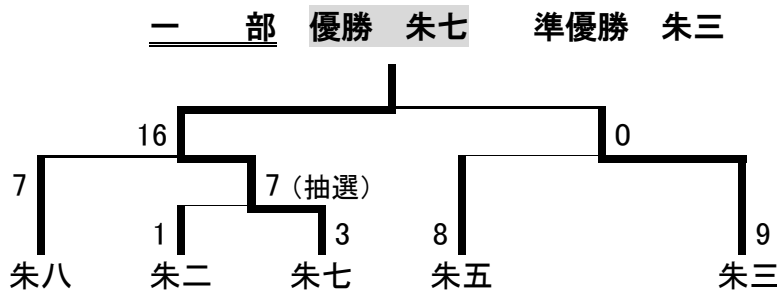 一　部　優勝　朱七　準優勝　朱三
16　0
7　7（抽選）
1　3　8　9
朱八　朱二　朱七　朱五　朱三